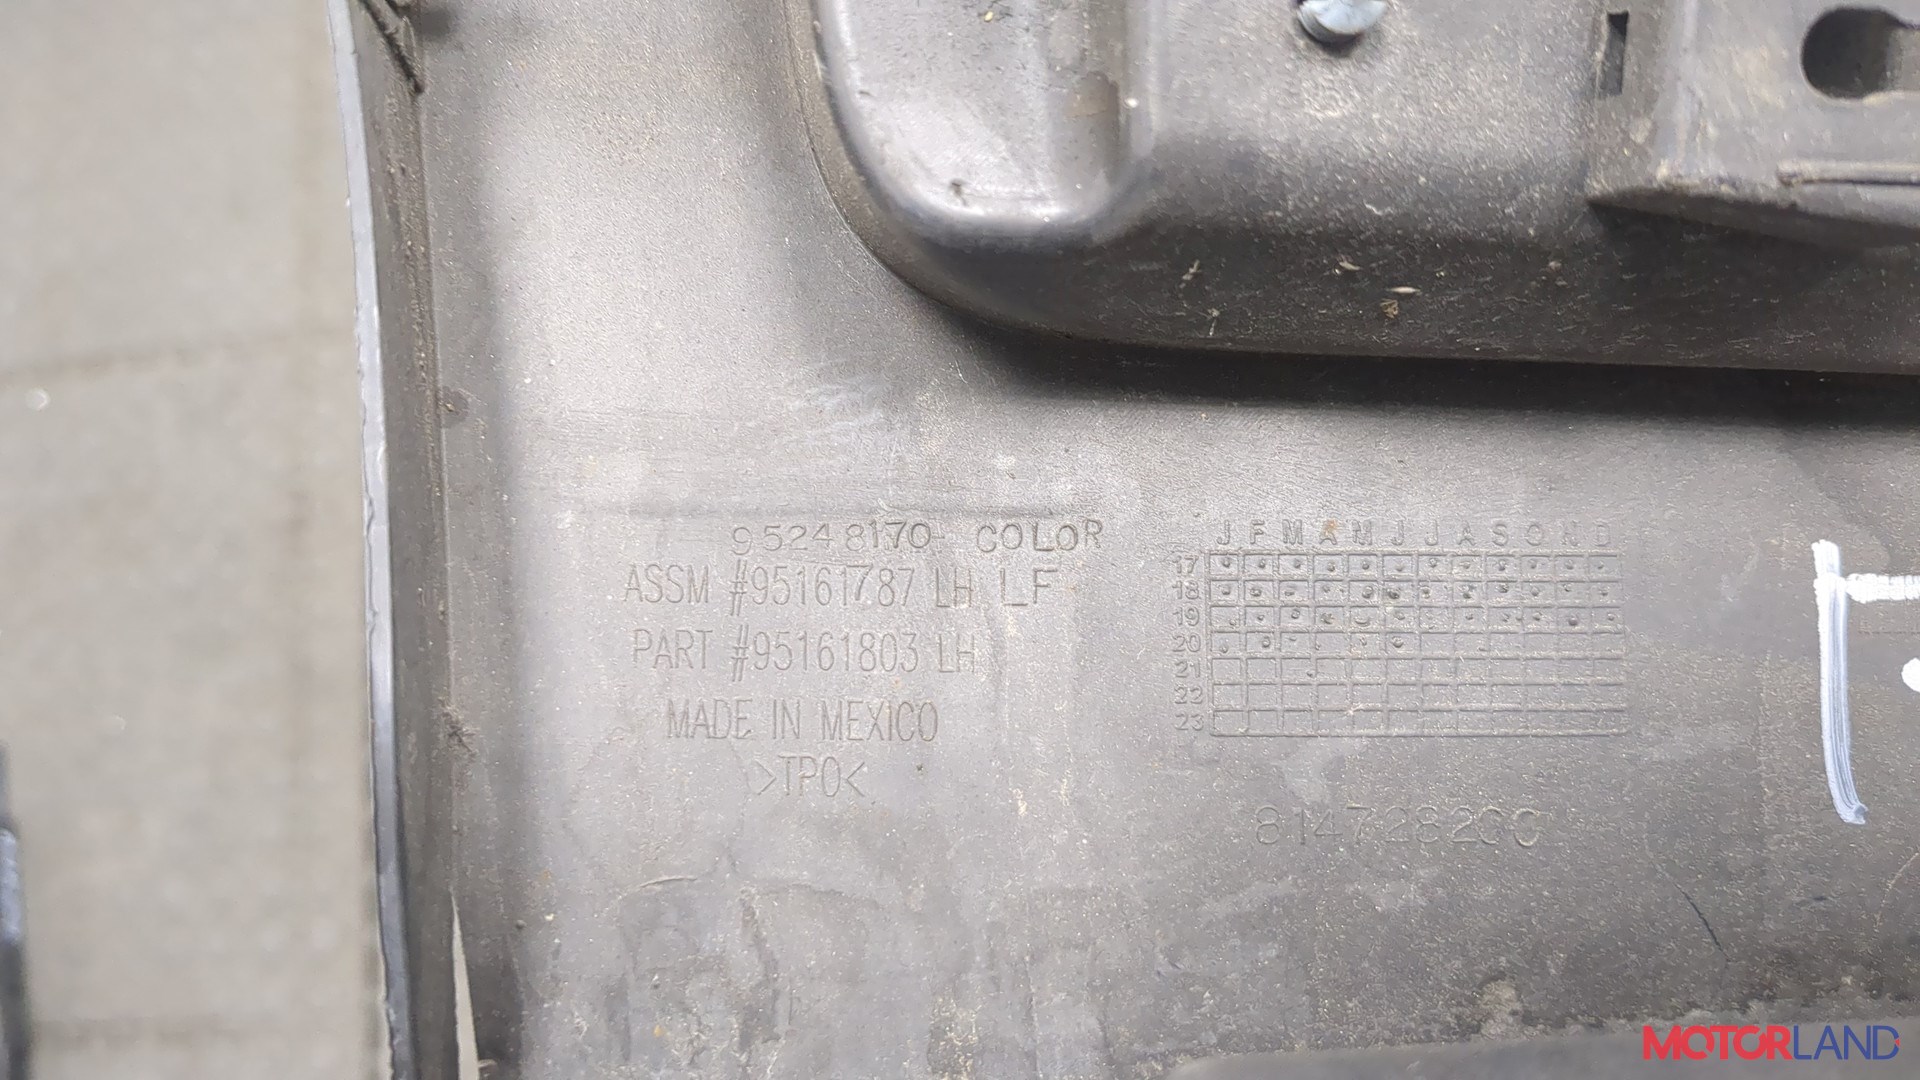 95248170- COLOR
ASSM #95161787 LH LF
PART #95161803 LH
MADE IN MEXICO
>TPO<
J F M A M J J A S O N D
17
18
19
20
21
22
23
MOTORLAND